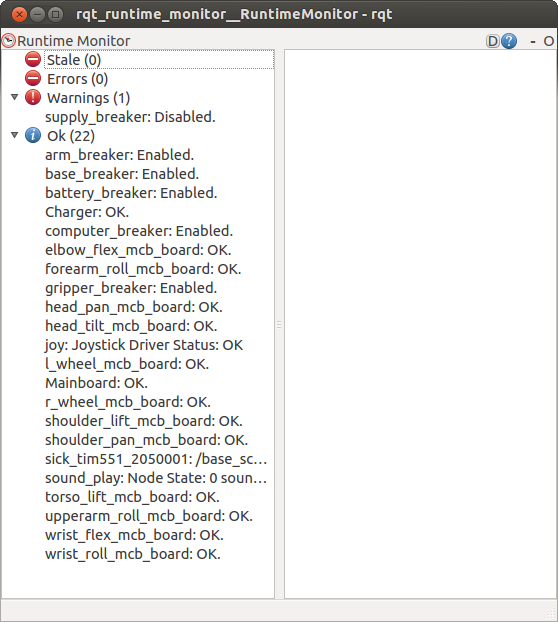 rqt_runtime_monitor__RuntimeMonitor - rqt
Runtime Monitor
D ? - O
Stale (0)
Errors (0)
Warnings (1)
supply_breaker: Disabled.
Ok (22)
arm_breaker: Enabled.
base_breaker: Enabled.
battery_breaker: Enabled.
Charger: OK.
computer_breaker: Enabled.
elbow_flex_mcb_board: OK.
forearm_roll_mcb_board: OK.
gripper_breaker: Enabled.
head_pan_mcb_board: OK.
head_tilt_mcb_board: OK.
joy: Joystick Driver Status: OK
l_wheel_mcb_board: OK.
Mainboard: OK.
r_wheel_mcb_board: OK.
shoulder_lift_mcb_board: OK.
shoulder_pan_mcb_board: OK.
sick_tim551_2050001: /base_sc...
sound_play: Node State: 0 soun...
torso_lift_mcb_board: OK.
upperarm_roll_mcb_board: OK.
wrist_flex_mcb_board: OK.
wrist_roll_mcb_board: OK.